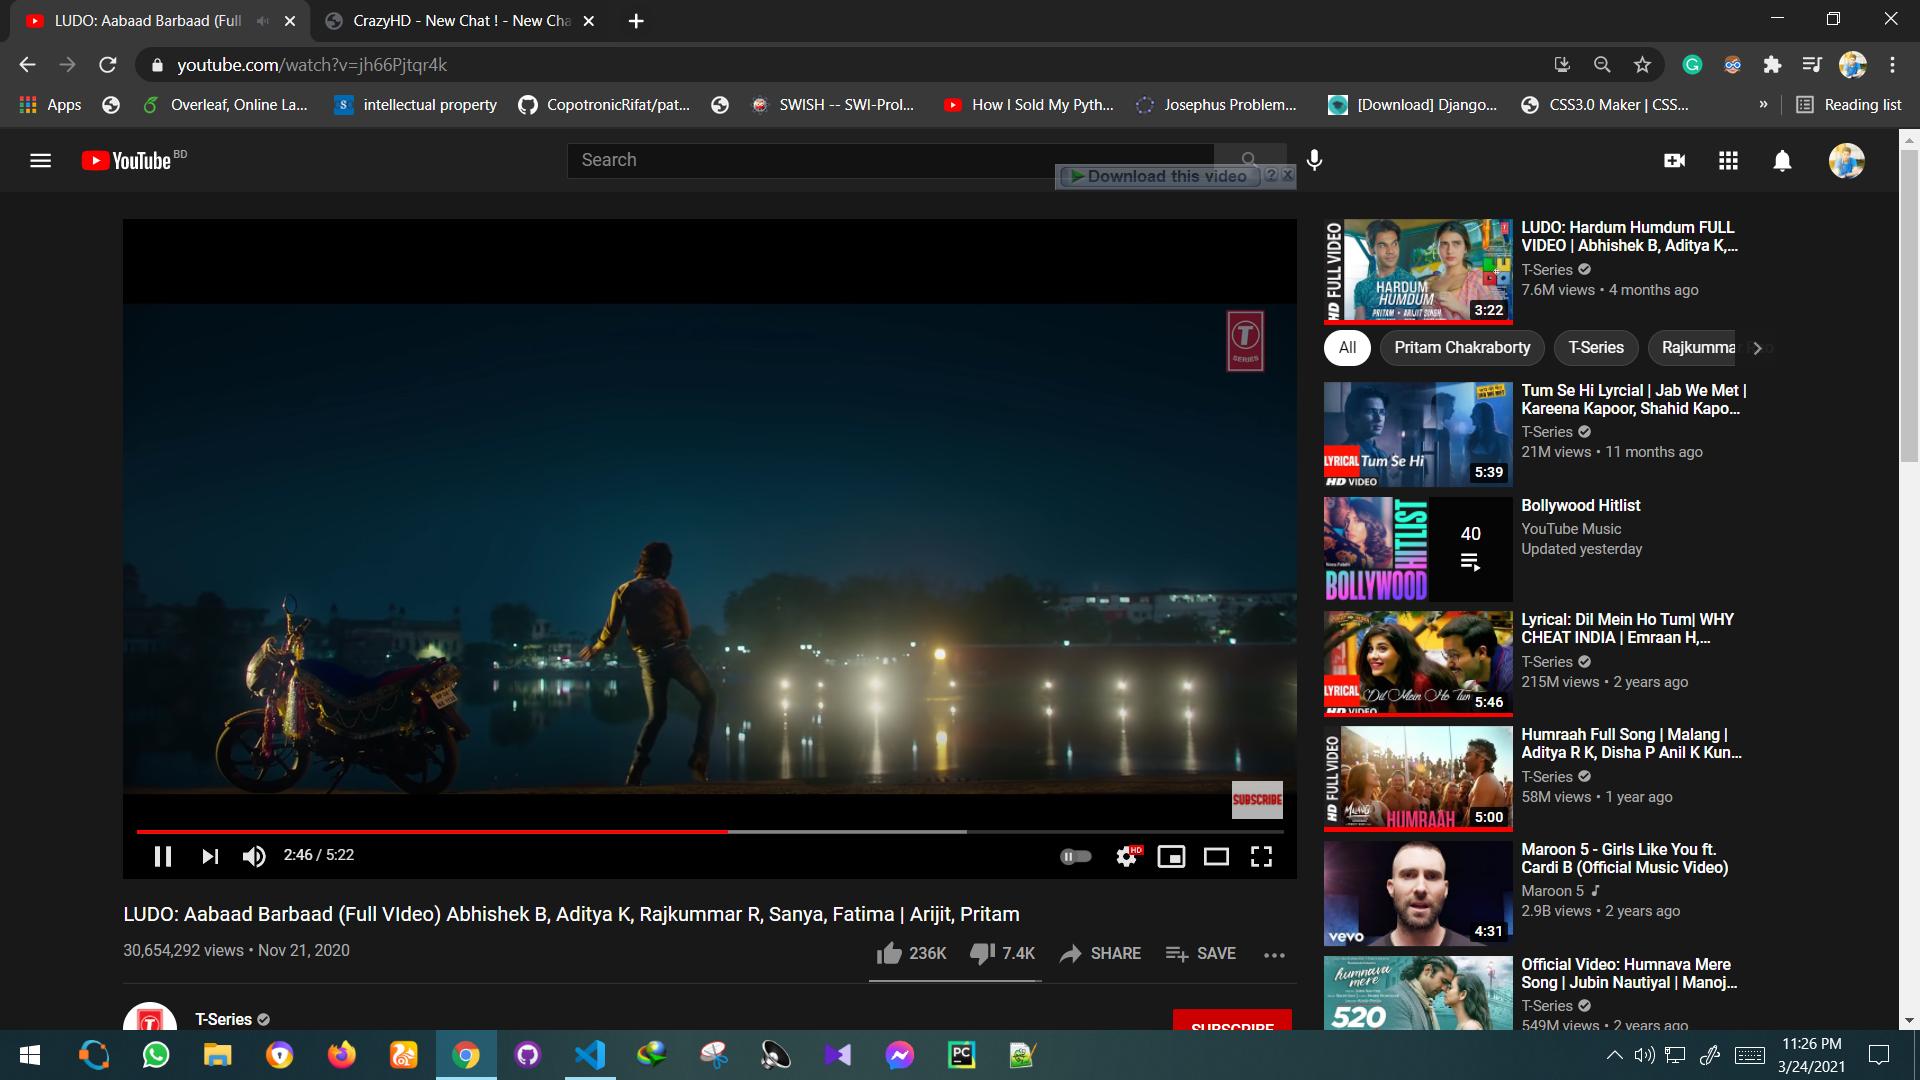 LUDO: Aabaad Barbaad (Full
CrazyHD - New Chat ! - New Cha
youtube.com/watch?v=jh66Pjtqr4k
Apps
Overleaf, Online La...
intellectual property
CopotronicRifat/pat...
SWISH -- SWI-Prol...
How I Sold My Pyth...
Josephus Problem...
[Download] Django...
CSS3.0 Maker | CSS...
»
Reading list
YouTube BD
Search
Download this video
T
SERIES
SUBSCRIBE
2:46 / 5:22
HD
LUDO: Aabaad Barbaad (Full VIdeo) Abhishek B, Aditya K, Rajkummar R, Sanya, Fatima | Arijit, Pritam
30,654,292 views • Nov 21, 2020
236K
7.4K
SHARE
SAVE
T-Series
SUBSCRIBE
HD FULL VIDEO
HARDUM
HUMDUM
PRITAM • ARIJIT SINGH
3:22
LUDO: Hardum Humdum FULL
VIDEO | Abhishek B, Aditya K,...
T-Series
7.6M views • 4 months ago
All
Pritam Chakraborty
T-Series
Rajkummar
LYRICAL Tum Se Hi
HD VIDEO
5:39
Tum Se Hi Lyrcial | Jab We Met |
Kareena Kapoor, Shahid Kapo...
T-Series
21M views • 11 months ago
BOLLYWOOD
HITLIST
40
Bollywood Hitlist
YouTube Music
Updated yesterday
LYRICAL Dil Mein Ho Tum
HD VIDEO
5:46
Lyrical: Dil Mein Ho Tum| WHY
CHEAT INDIA | Emraan H,...
T-Series
215M views • 2 years ago
HD FULL VIDEO
MALANG
HUMRAAH
5:00
Humraah Full Song | Malang |
Aditya R K, Disha P Anil K Kun...
T-Series
58M views • 1 year ago
vevo
4:31
Maroon 5 - Girls Like You ft.
Cardi B (Official Music Video)
Maroon 5
2.9B views • 2 years ago
humnava
mere
520
Official Video: Humnava Mere
Song | Jubin Nautiyal | Manoj...
T-Series
549M views • 2 years ago
PC
11:26 PM
3/24/2021